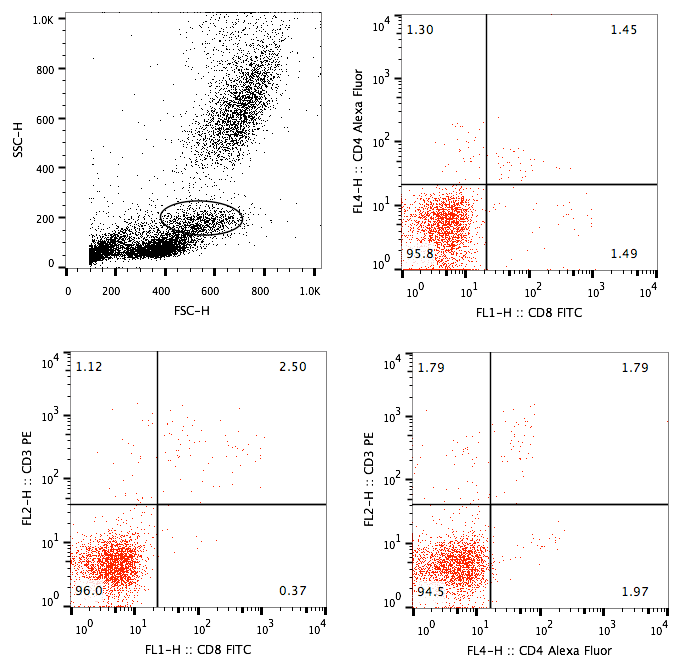 1.0K
800
600
400
200
0
SSC-H
0 200 400 600 800 1.0K
FSC-H
1.30 1.45
10^4
10^3
10^2
10^1
10^0
FL4-H :: CD4 Alexa Fluor
95.8 1.49
10^0 10^1 10^2 10^3 10^4
FL1-H :: CD8 FITC
1.12 2.50
10^4
10^3
10^2
10^1
10^0
FL2-H :: CD3 PE
96.0 0.37
10^0 10^1 10^2 10^3 10^4
FL1-H :: CD8 FITC
1.79 1.79
10^4
10^3
10^2
10^1
10^0
FL2-H :: CD3 PE
94.5 1.97
10^0 10^1 10^2 10^3 10^4
FL4-H :: CD4 Alexa Fluor